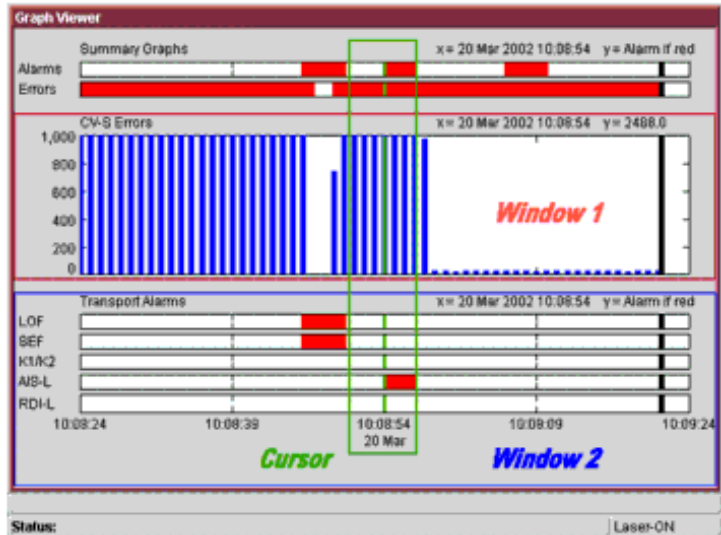 Graph Viewer
Summary Graphs x = 20 Mar 2002 10:08:54 y = Alarm if red
Alarms
Errors
CV-S Errors x = 20 Mar 2002 10:08:54 y = 2488.0
1,000
800
600
400
200
0
Window 1
Transport Alarms x = 20 Mar 2002 10:08:54 y = Alarm if red
LOF
SEF
K1/K2
AIS-L
RDI-L
10:08:24 10:08:39 10:08:54 10:09:09 10:09:24
20 Mar
Cursor Window 2
Status: Laser-ON